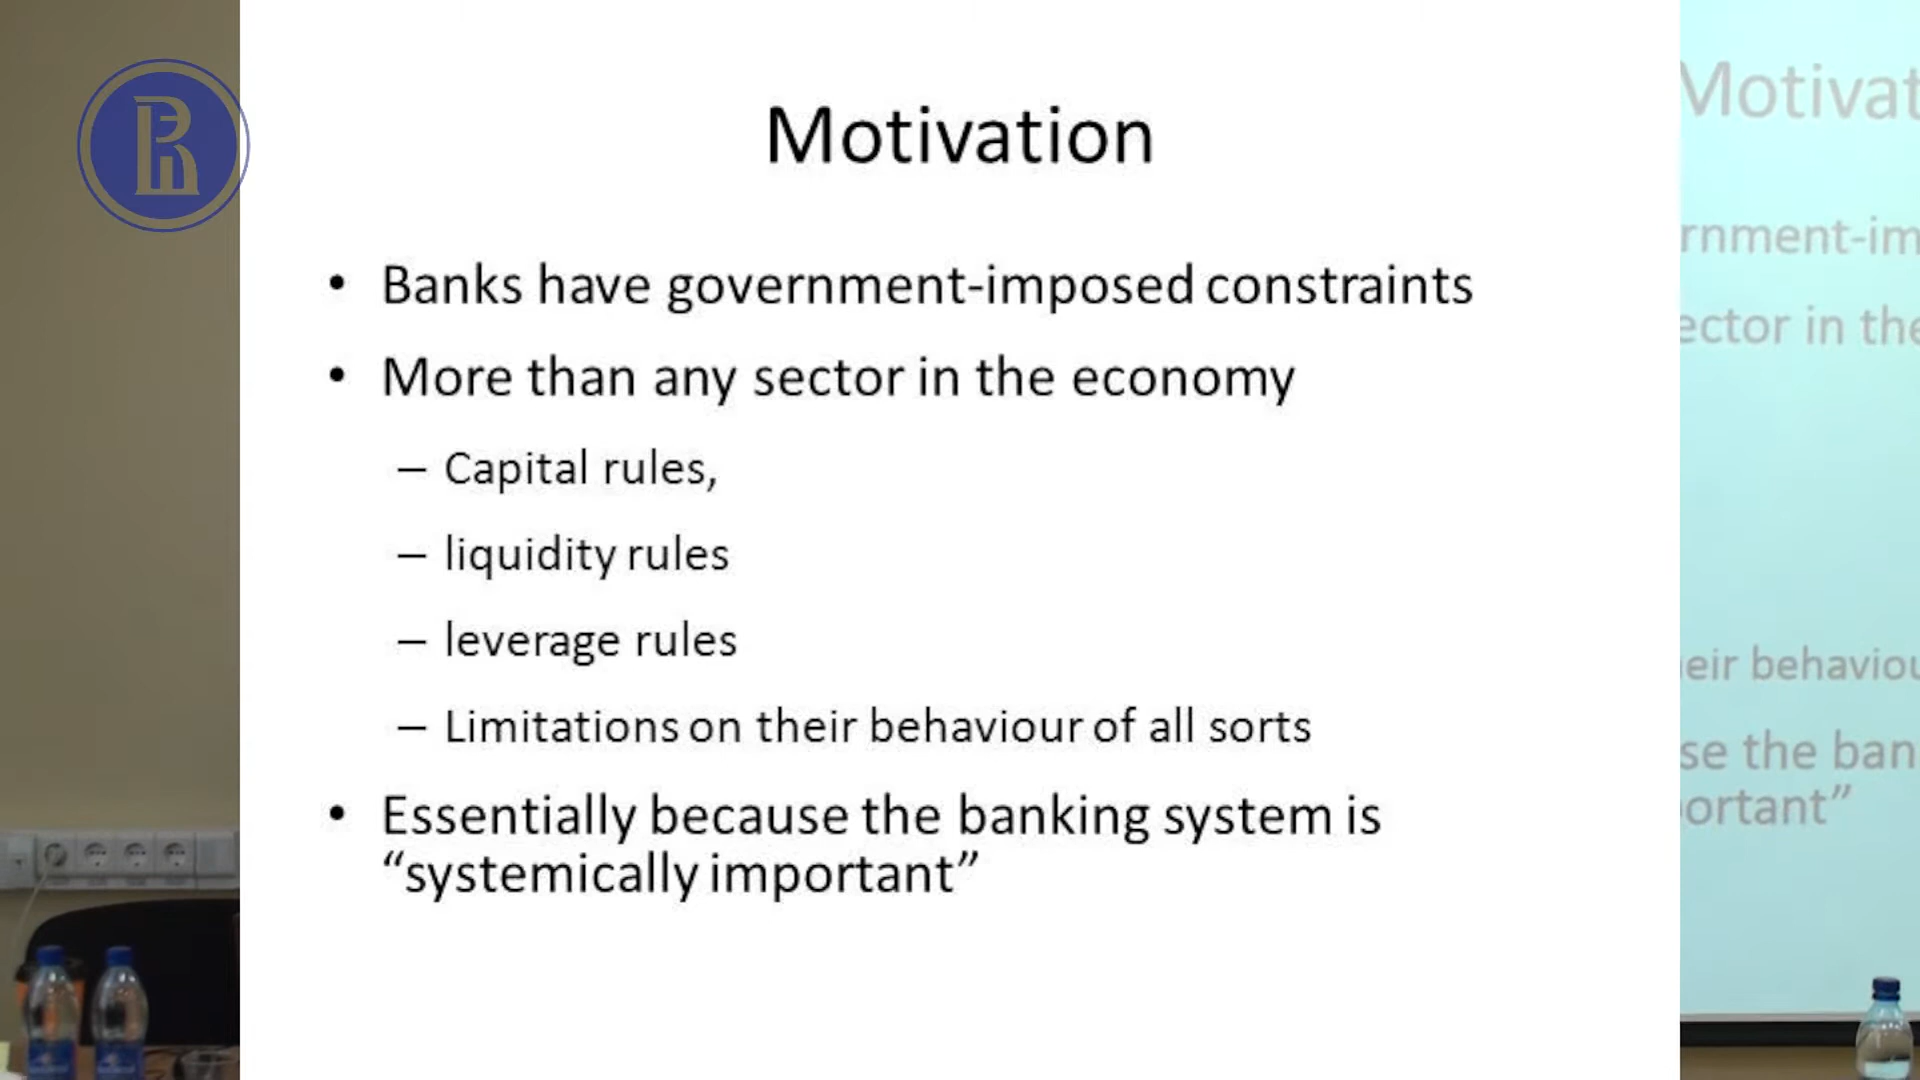 Motivation
• Banks have government-imposed constraints
• More than any sector in the economy
– Capital rules,
– liquidity rules
– leverage rules
– Limitations on their behaviour of all sorts
• Essentially because the banking system is
“systemically important”
Motivat
rnment-im
ector in the
eir behaviou
se the ban
ortant”